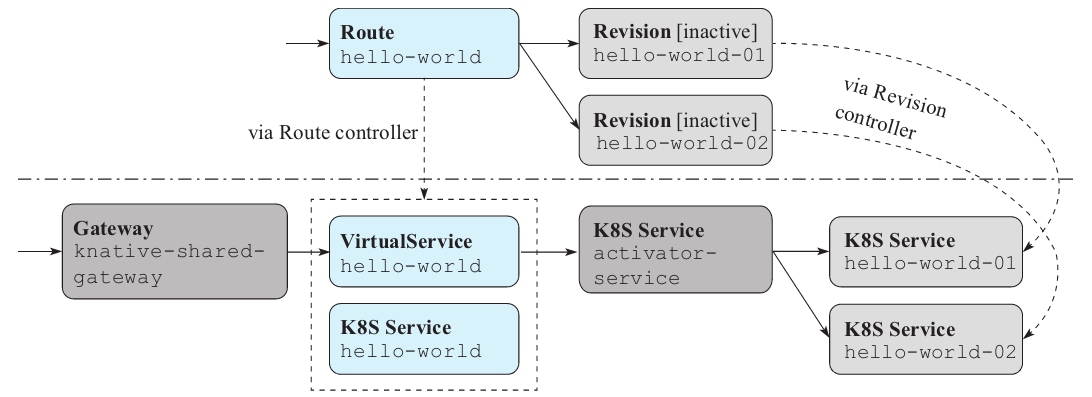 Route
hello-world
Revision [inactive]
hello-world-01
Revision [inactive]
hello-world-02
via Revision
controller
via Route controller
Gateway
knative-shared-
gateway
VirtualService
hello-world
K8S Service
hello-world
K8S Service
activator-
service
K8S Service
hello-world-01
K8S Service
hello-world-02